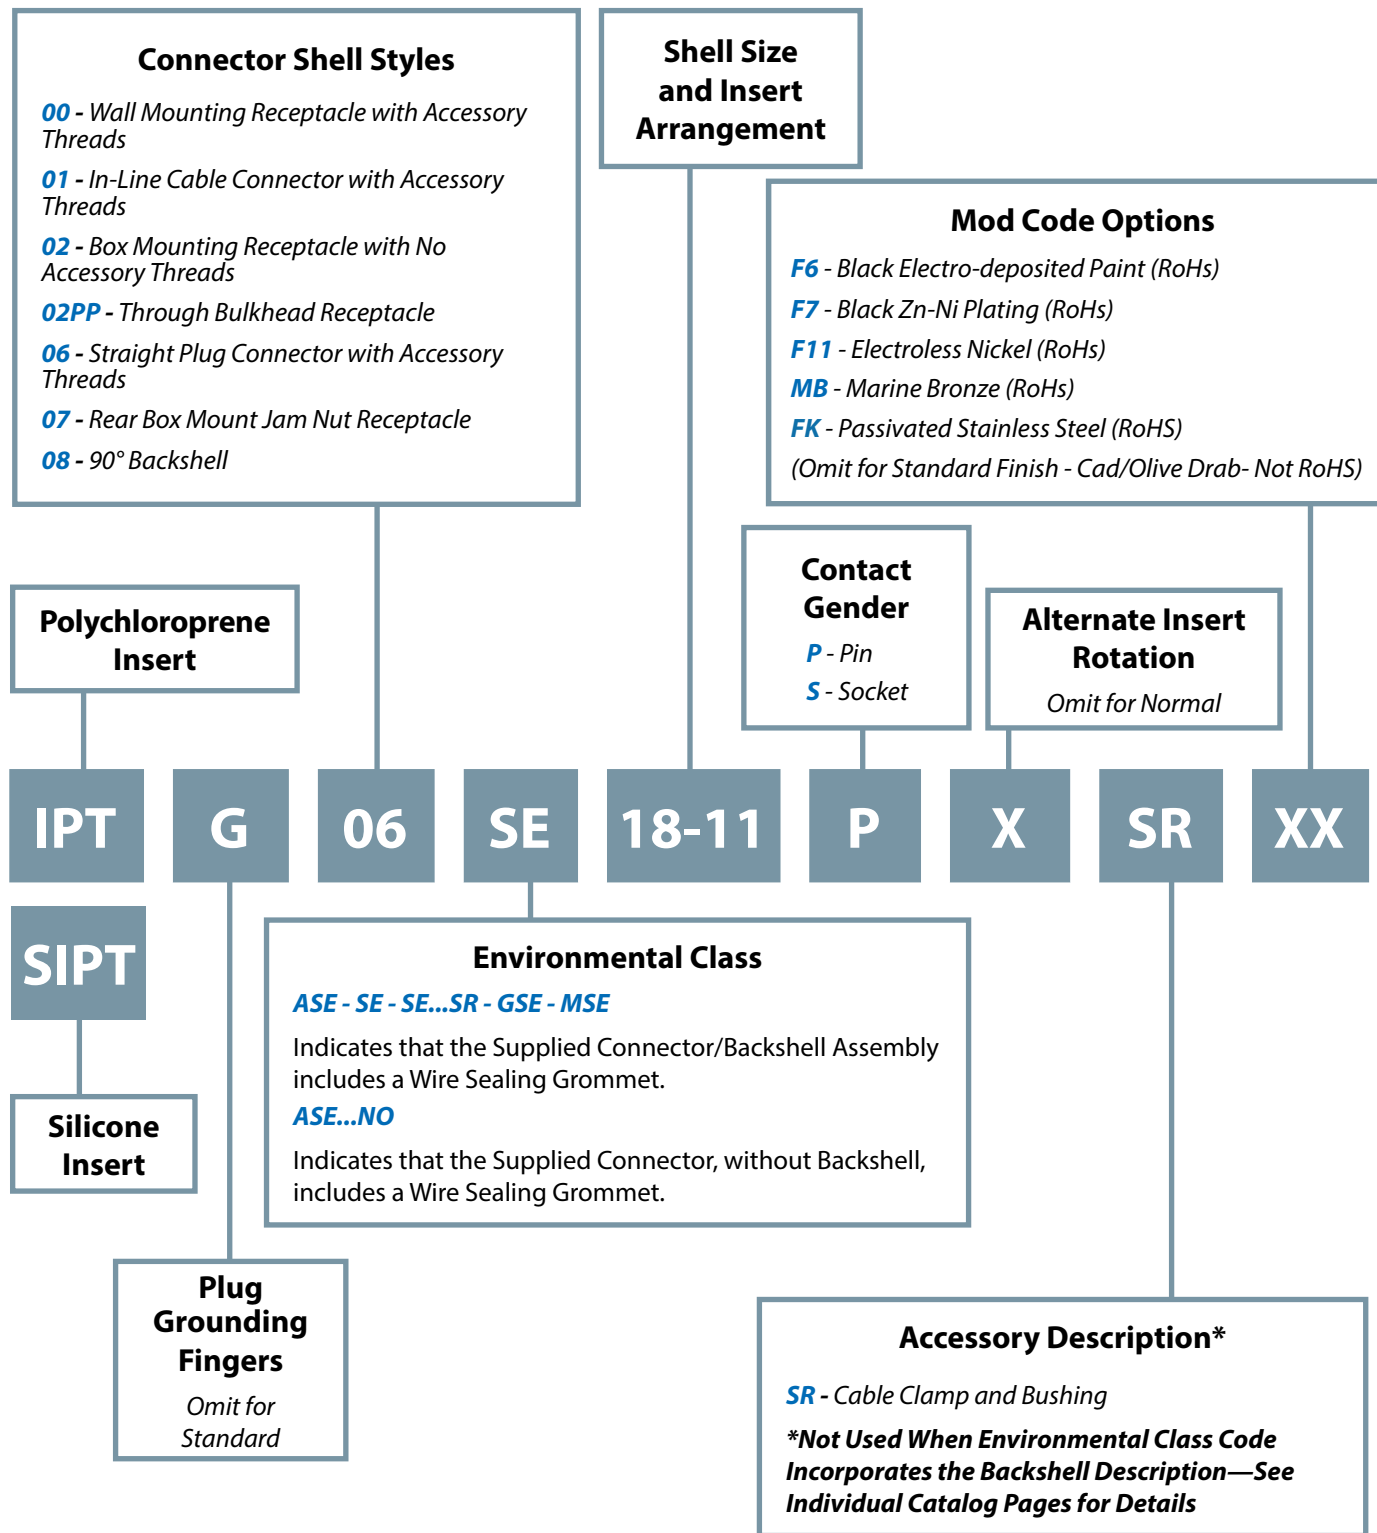 Connector Shell Styles
00 - Wall Mounting Receptacle with Accessory
Threads
01 - In-Line Cable Connector with Accessory
Threads
02 - Box Mounting Receptacle with No
Accessory Threads
02PP - Through Bulkhead Receptacle
06 - Straight Plug Connector with Accessory
Threads
07 - Rear Box Mount Jam Nut Receptacle
08 - 90° Backshell
Shell Size
and Insert
Arrangement
Mod Code Options
F6 - Black Electro-deposited Paint (RoHs)
F7 - Black Zn-Ni Plating (RoHs)
F11 - Electroless Nickel (RoHs)
MB - Marine Bronze (RoHs)
FK - Passivated Stainless Steel (RoHS)
(Omit for Standard Finish - Cad/Olive Drab- Not RoHS)
Polychloroprene
Insert
Contact
Gender
P - Pin
S - Socket
Alternate Insert
Rotation
Omit for Normal
IPT G 06 SE 18-11 P X SR XX
SIPT
Silicone
Insert
Environmental Class
ASE - SE - SE...SR - GSE - MSE
Indicates that the Supplied Connector/Backshell Assembly
includes a Wire Sealing Grommet.
ASE...NO
Indicates that the Supplied Connector, without Backshell,
includes a Wire Sealing Grommet.
Plug
Grounding
Fingers
Omit for
Standard
Accessory Description*
SR - Cable Clamp and Bushing
*Not Used When Environmental Class Code
Incorporates the Backshell Description—See
Individual Catalog Pages for Details